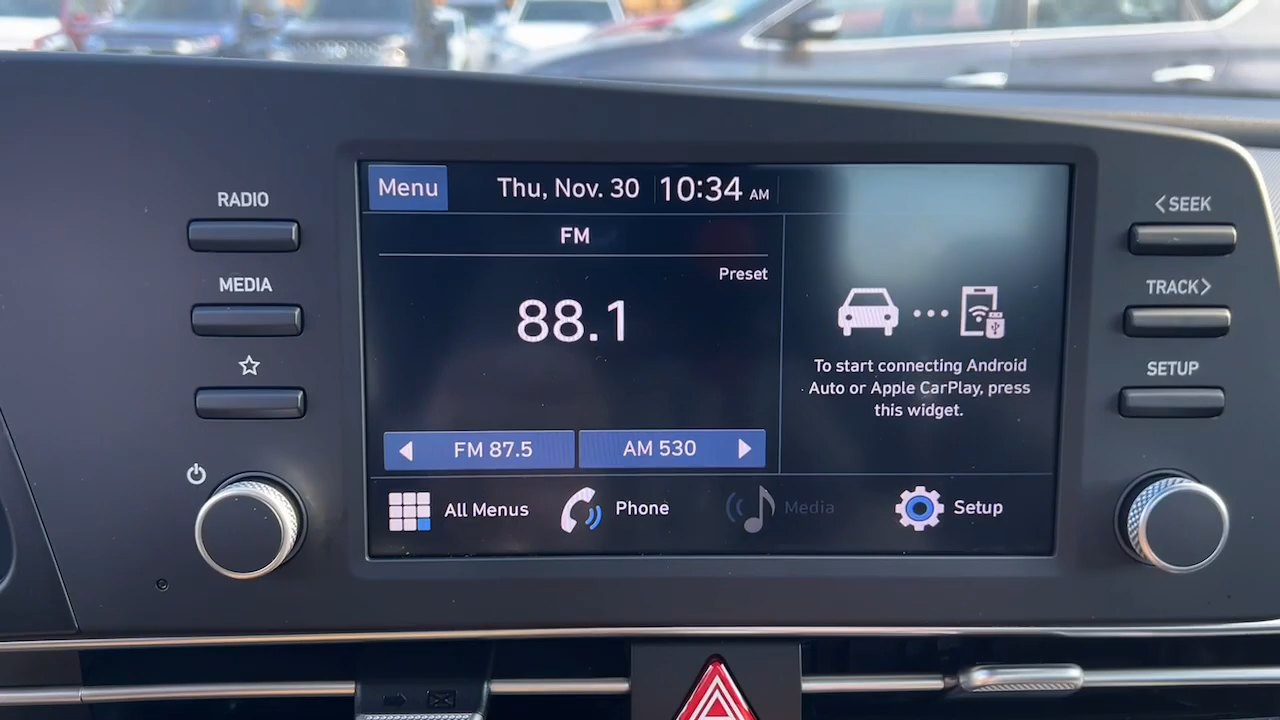 RADIO
MEDIA
Menu
Thu, Nov. 30
10:34 AM
FM
Preset
88.1
FM 87.5
AM 530
To start connecting Android
Auto or Apple CarPlay, press
this widget.
All Menus
Phone
Media
Setup
<SEEK
TRACK>
SETUP